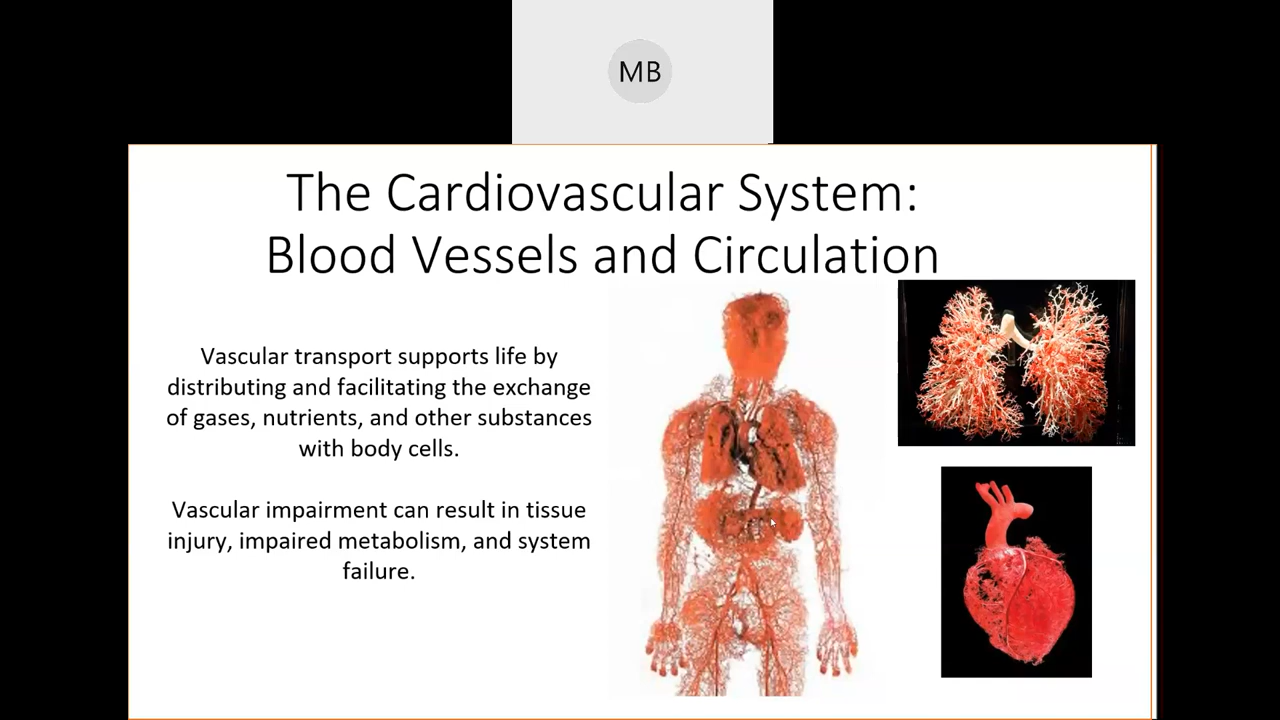 MB
The Cardiovascular System:
Blood Vessels and Circulation
Vascular transport supports life by
distributing and facilitating the exchange
of gases, nutrients, and other substances
with body cells.
Vascular impairment can result in tissue
injury, impaired metabolism, and system
failure.